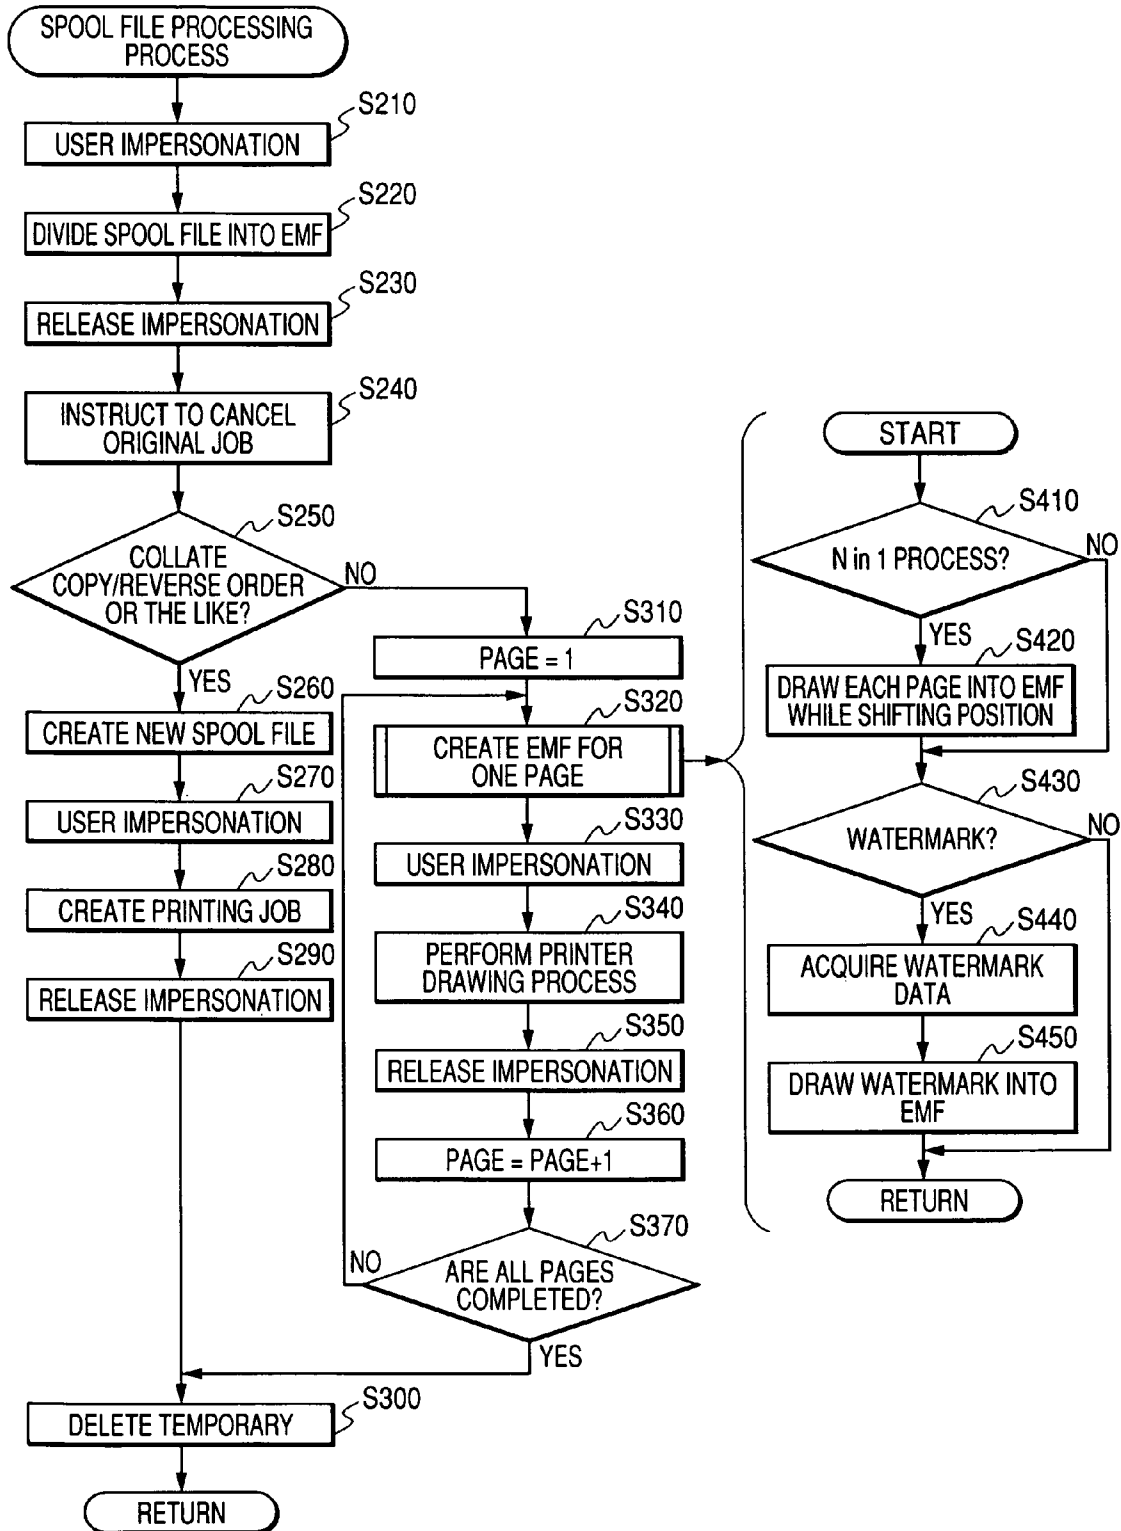 SPOOL FILE PROCESSING
PROCESS
S210
USER IMPERSONATION
S220
DIVIDE SPOOL FILE INTO EMF
S230
RELEASE IMPERSONATION
S240
INSTRUCT TO CANCEL
ORIGINAL JOB
S250
COLLATE
COPY/REVERSE ORDER
OR THE LIKE?
NO
YES
S260
CREATE NEW SPOOL FILE
S270
USER IMPERSONATION
S280
CREATE PRINTING JOB
S290
RELEASE IMPERSONATION
S310
PAGE = 1
S320
CREATE EMF FOR
ONE PAGE
S330
USER IMPERSONATION
S340
PERFORM PRINTER
DRAWING PROCESS
S350
RELEASE IMPERSONATION
S360
PAGE = PAGE+1
S370
NO
ARE ALL PAGES
COMPLETED?
YES
S300
DELETE TEMPORARY
RETURN
START
S410
N in 1 PROCESS?
NO
YES
S420
DRAW EACH PAGE INTO EMF
WHILE SHIFTING POSITION
S430
WATERMARK?
NO
YES
S440
ACQUIRE WATERMARK
DATA
S450
DRAW WATERMARK INTO
EMF
RETURN